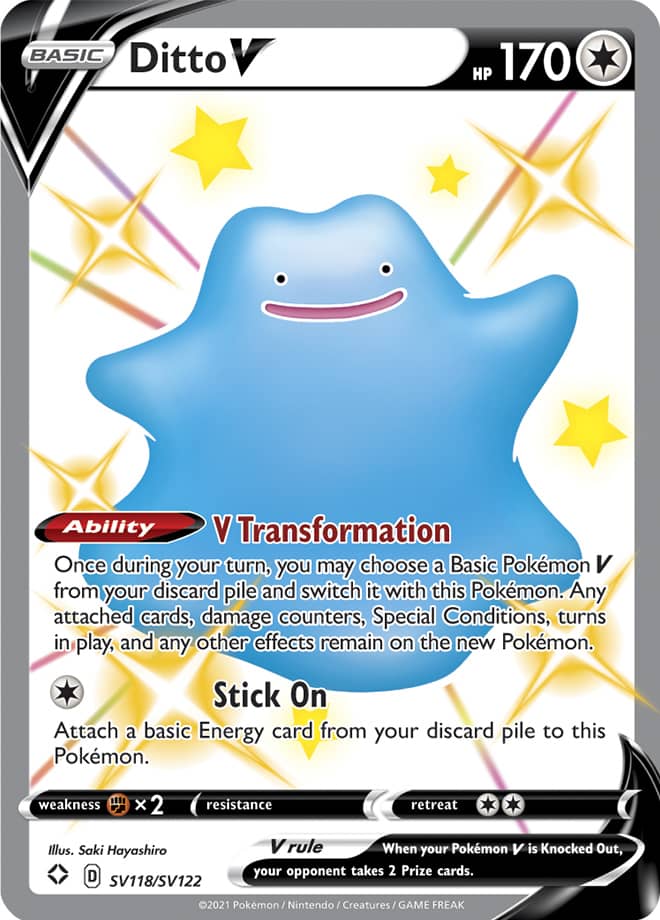 BASIC Ditto V HP 170
Ability V Transformation
Once during your turn, you may choose a Basic Pokémon V
from your discard pile and switch it with this Pokémon. Any
attached cards, damage counters, Special Conditions, turns
in play, and any other effects remain on the new Pokémon.
Stick On
Attach a basic Energy card from your discard pile to this
Pokémon.
weakness ×2 resistance retreat
Illus. Saki Hayashiro
V rule When your Pokémon V is Knocked Out,
your opponent takes 2 Prize cards.
D SV118/SV122
©2021 Pokémon / Nintendo / Creatures / GAME FREAK